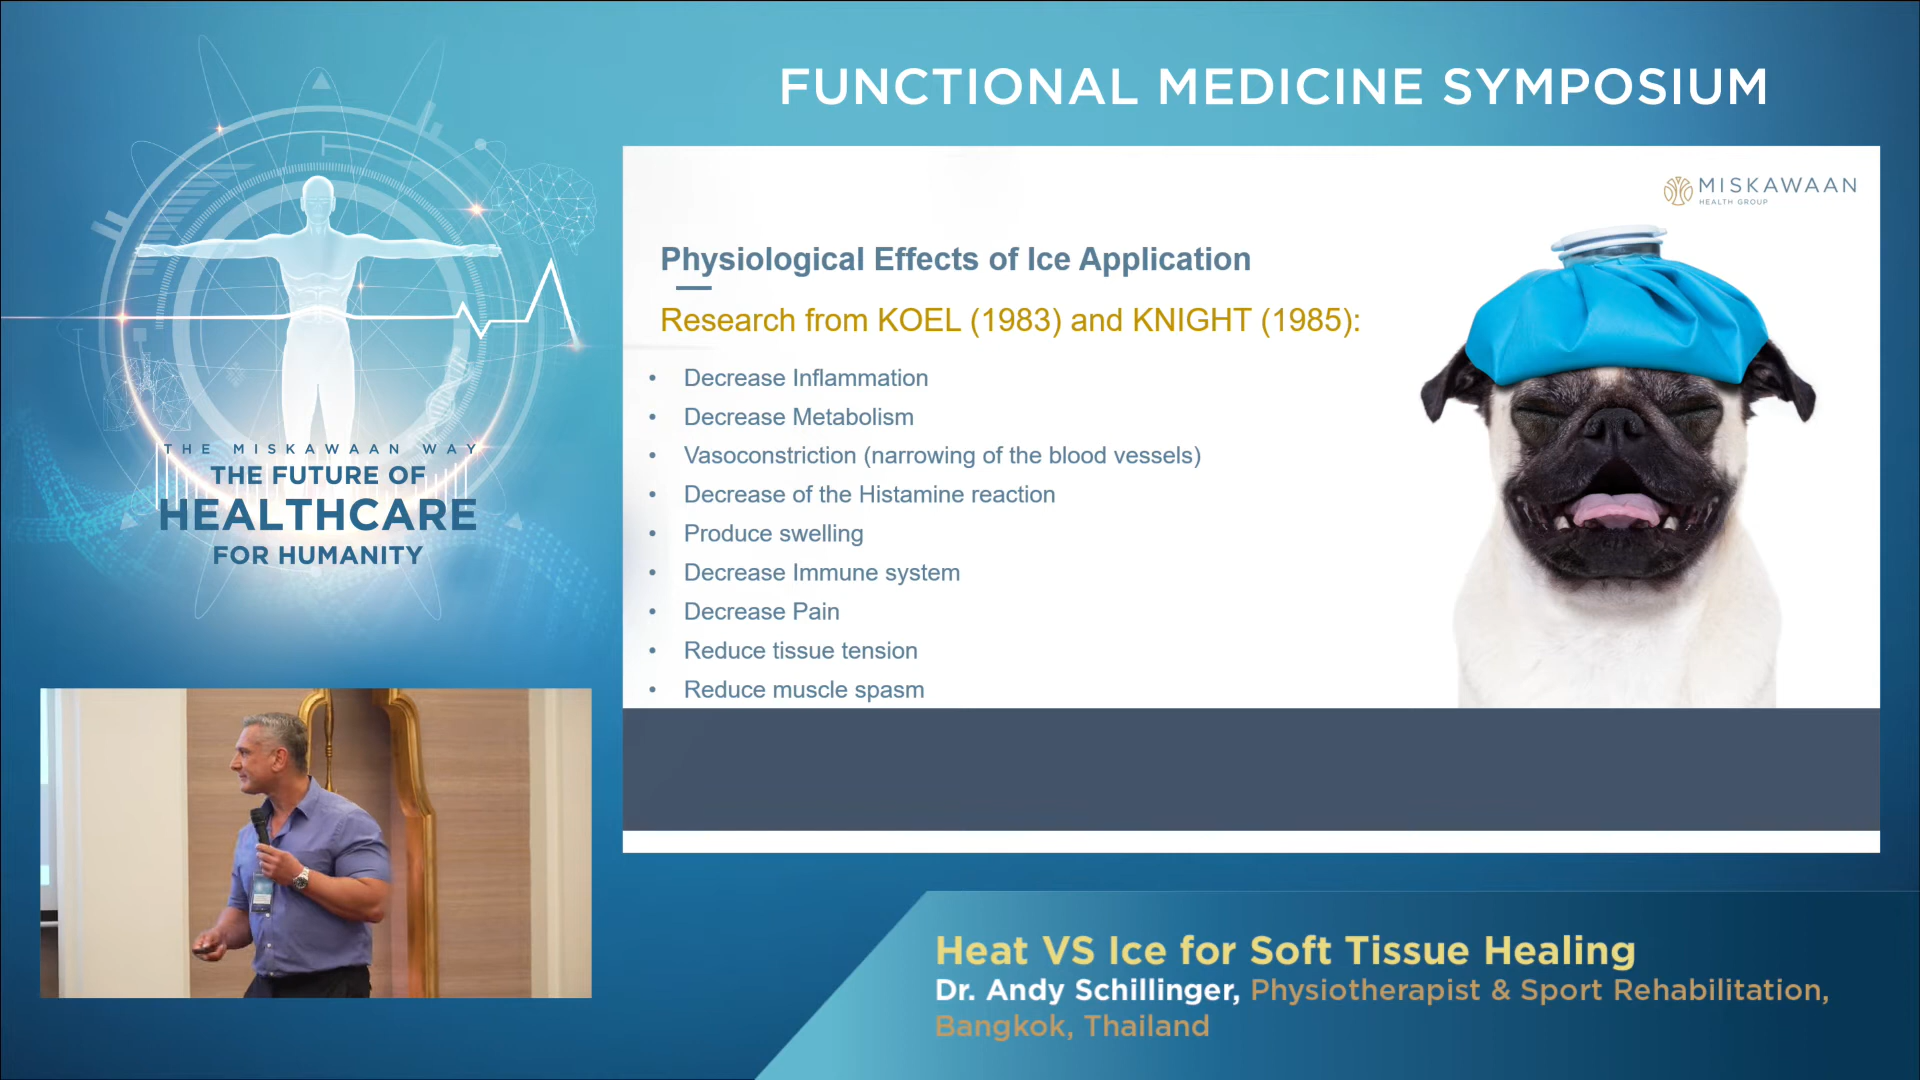 FUNCTIONAL MEDICINE SYMPOSIUM
MISKAWAAN
HEALTH GROUP
Physiological Effects of Ice Application
Research from KOEL (1983) and KNIGHT (1985):
• Decrease Inflammation
• Decrease Metabolism
• Vasoconstriction (narrowing of the blood vessels)
• Decrease of the Histamine reaction
• Produce swelling
• Decrease Immune system
• Decrease Pain
• Reduce tissue tension
• Reduce muscle spasm
THE MISKAWAAN WAY
THE FUTURE OF
HEALTHCARE
FOR HUMANITY
Heat VS Ice for Soft Tissue Healing
Dr. Andy Schillinger, Physiotherapist & Sport Rehabilitation,
Bangkok, Thailand